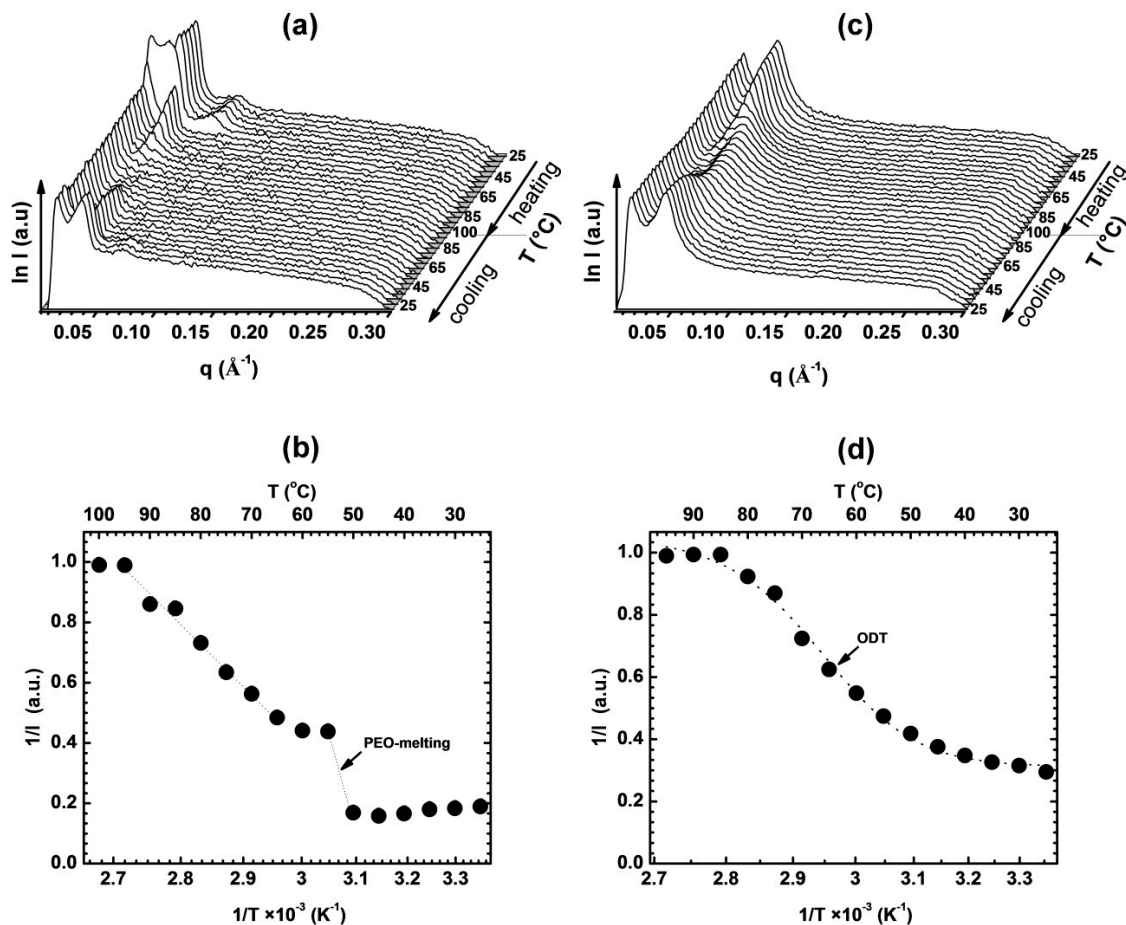 (a)
ln I (a.u)
25
45
65
85
100
85
65
45
25
heating
T (°C)
cooling
0.05 0.10 0.15 0.20 0.25 0.30
q (Å⁻¹)
(c)
ln I (a.u)
25
45
65
85
100
85
65
45
25
heating
T (°C)
cooling
0.05 0.10 0.15 0.20 0.25 0.30
q (Å⁻¹)
(b)
T (°C)
100 90 80 70 60 50 40 30
1/I (a.u.)
1.0
0.8
0.6
0.4
0.2
0.0
PEO-melting
2.7 2.8 2.9 3 3.1 3.2 3.3
1/T ×10⁻³ (K⁻¹)
(d)
T (°C)
90 80 70 60 50 40 30
1/I (a.u.)
1.0
0.8
0.6
0.4
0.2
0.0
ODT
2.7 2.8 2.9 3 3.1 3.2 3.3
1/T ×10⁻³ (K⁻¹)